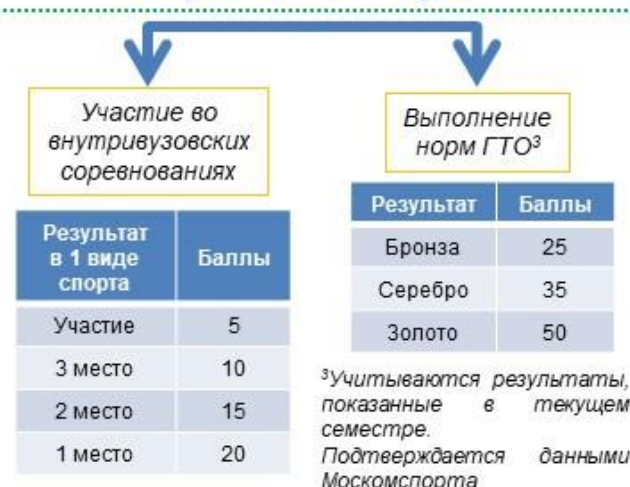 Участие во
внутривузовских
соревнованиях
Результат
в 1 виде
спорта
Баллы
Участие 5
3 место 10
2 место 15
1 место 20
Выполнение
норм ГТО³
Результат Баллы
Бронза 25
Серебро 35
Золото 50
³Учитываются результаты,
показанные в текущем
семестре.
Подтверждается данными
Москомспорта